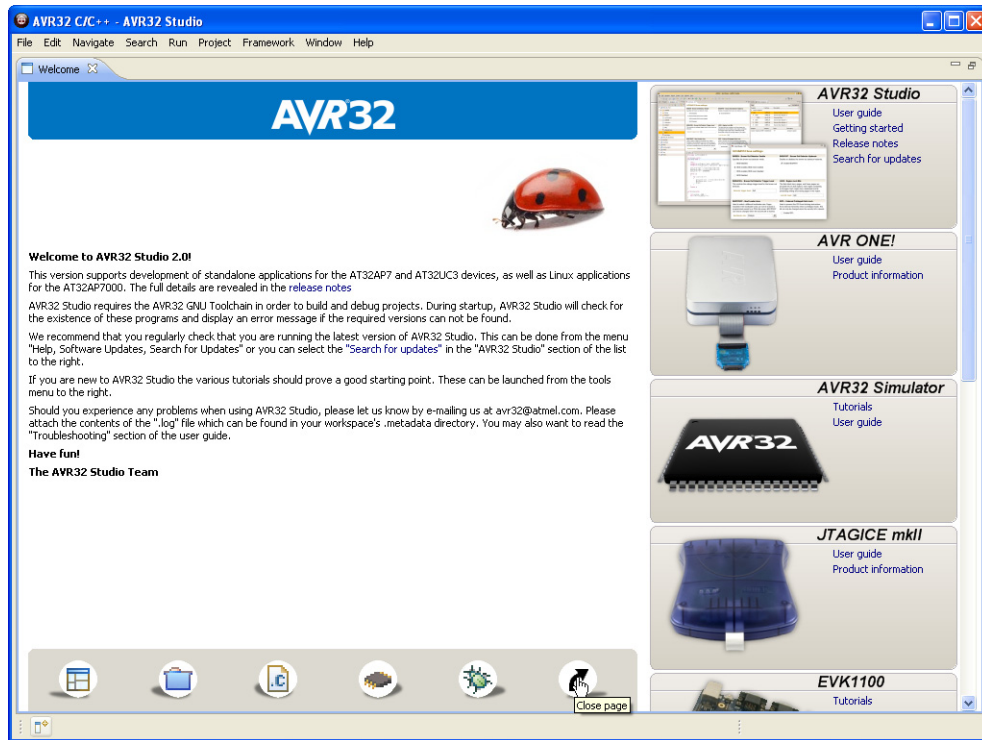 AVR32 C/C++ - AVR32 Studio
File Edit Navigate Search Run Project Framework Window Help
Welcome
AVR32
Welcome to AVR32 Studio 2.0!
This version supports development of standalone applications for the AT32AP7 and AT32UC3 devices, as well as Linux applications
for the AT32AP7000. The full details are revealed in the release notes
AVR32 Studio requires the AVR32 GNU Toolchain in order to build and debug projects. During startup, AVR32 Studio will check for
the existence of these programs and display an error message if the required versions can not be found.
We recommend that you regularly check that you are running the latest version of AVR32 Studio. This can be done from the menu
"Help, Software Updates, Search for Updates" or you can select the "Search for updates" in the "AVR32 Studio" section of the list
to the right.
If you are new to AVR32 Studio the various tutorials should prove a good starting point. These can be launched from the tools
menu to the right.
Should you experience any problems when using AVR32 Studio, please let us know by e-mailing us at avr32@atmel.com. Please
attach the contents of the ".log" file which can be found in your workspace's .metadata directory. You may also want to read the
"Troubleshooting" section of the user guide.
Have fun!
The AVR32 Studio Team
.c
Close page
AVR32 Studio
User guide
Getting started
Release notes
Search for updates
AVR ONE!
User guide
Product information
AVR32 Simulator
Tutorials
User guide
AVR32
JTAGICE mkII
User guide
Product information
EVK1100
Tutorials